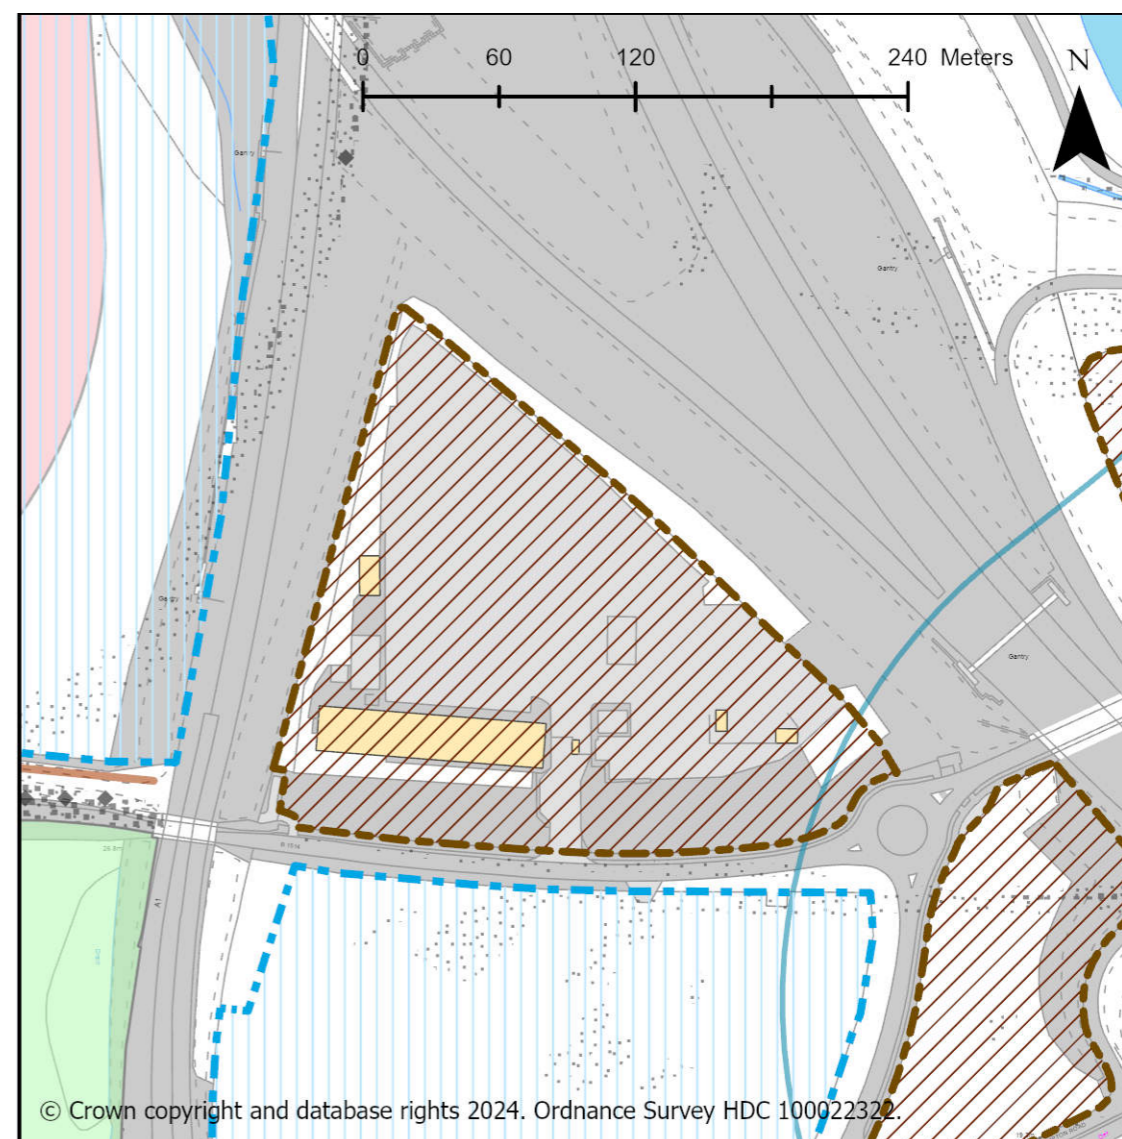 0 60 120 240 Meters
N
Gantry
Gantry
Gantry
Gantry
B 1514
A1
© Crown copyright and database rights 2024. Ordnance Survey HDC 100022322.